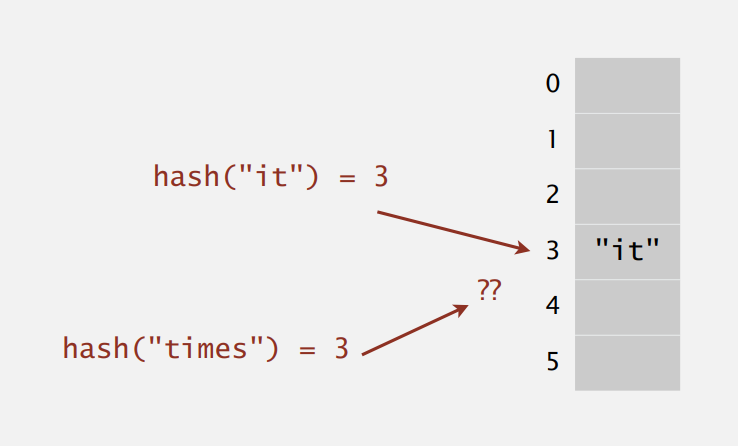 0
1
hash("it") = 3
2
3 "it"
??
4
hash("times") = 3
5